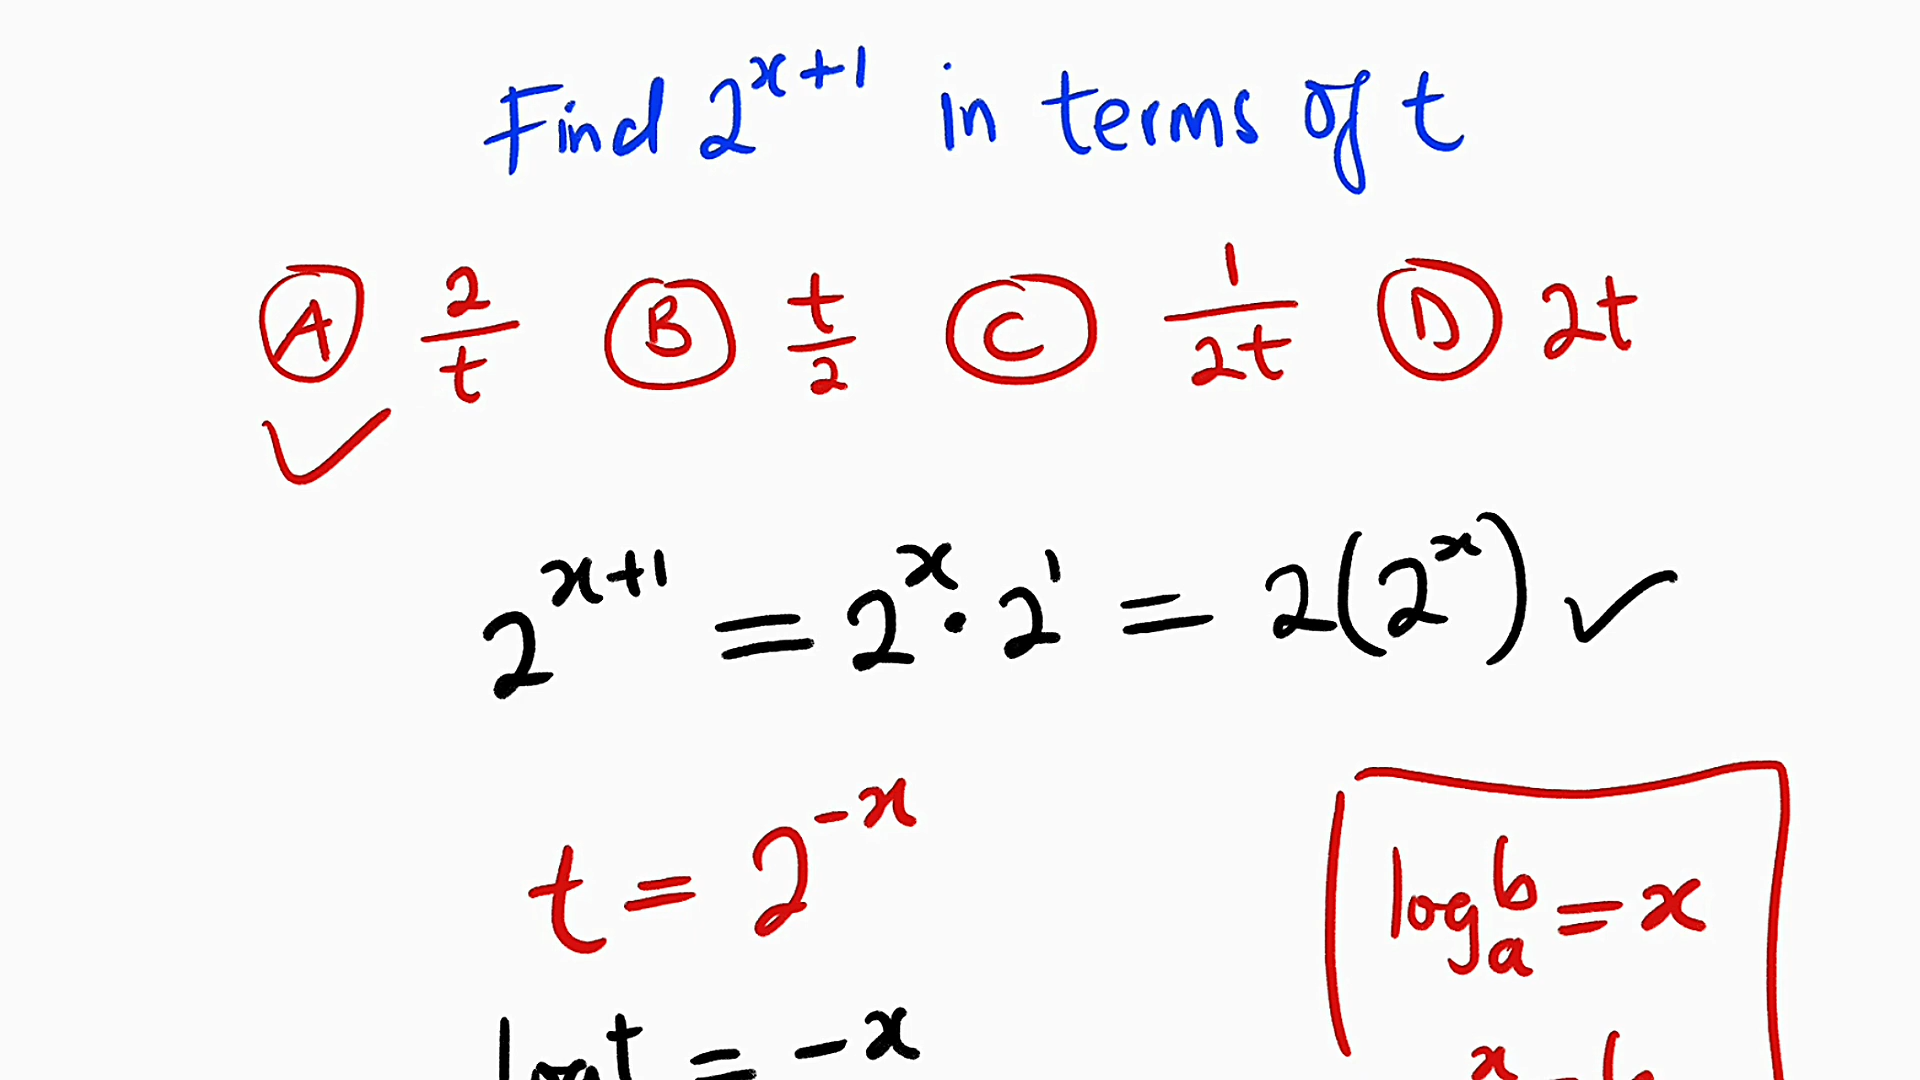 Find 2^{x+1} in terms of t
A 2/t B t/2 C 1/2t D 2t
✓
2^{x+1} = 2^x · 2^1 = 2(2^x) ✓
t = 2^{-x}
log_a^b = x
log t = -x